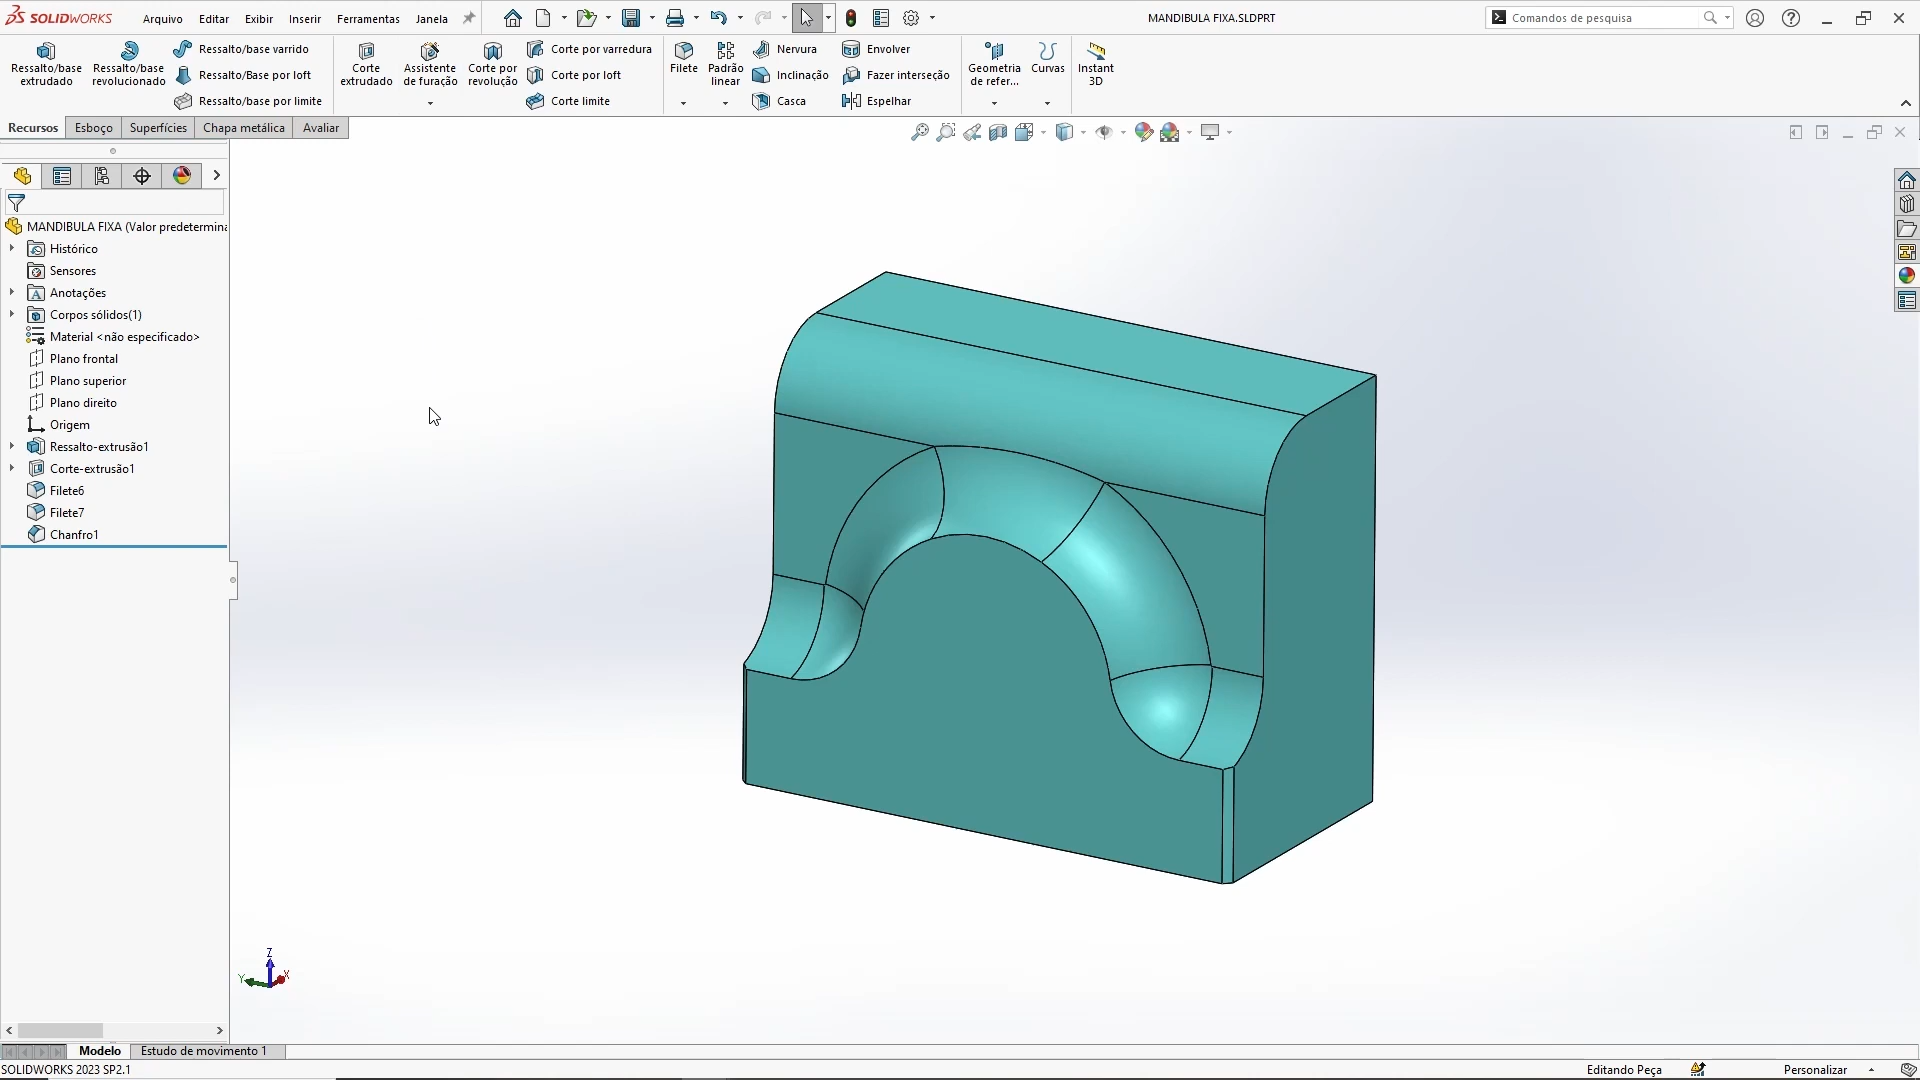 SOLIDWORKS
Arquivo Editar Exibir Inserir Ferramentas Janela
MANDIBULA FIXA.SLDPRT
Comandos de pesquisa
Ressalto/base extrudado
Ressalto/base revolucionado
Ressalto/base varrido
Ressalto/Base por loft
Ressalto/base por limite
Corte extrudado
Assistente de furação
Corte por revolução
Corte por varredura
Corte por loft
Corte limite
Filete
Padrão linear
Nervura
Inclinação
Casca
Envolver
Fazer interseção
Espelhar
Geometria de refer...
Curvas
Instant 3D
Recursos Esboço Superfícies Chapa metálica Avaliar
MANDIBULA FIXA (Valor predetermina
Histórico
Sensores
Anotações
Corpos sólidos(1)
Material <não especificado>
Plano frontal
Plano superior
Plano direito
Origem
Ressalto-extrusão1
Corte-extrusão1
Filete6
Filete7
Chanfro1
Z
Y
X
Modelo Estudo de movimento 1
SOLIDWORKS 2023 SP2.1
Editando Peça
Personalizar